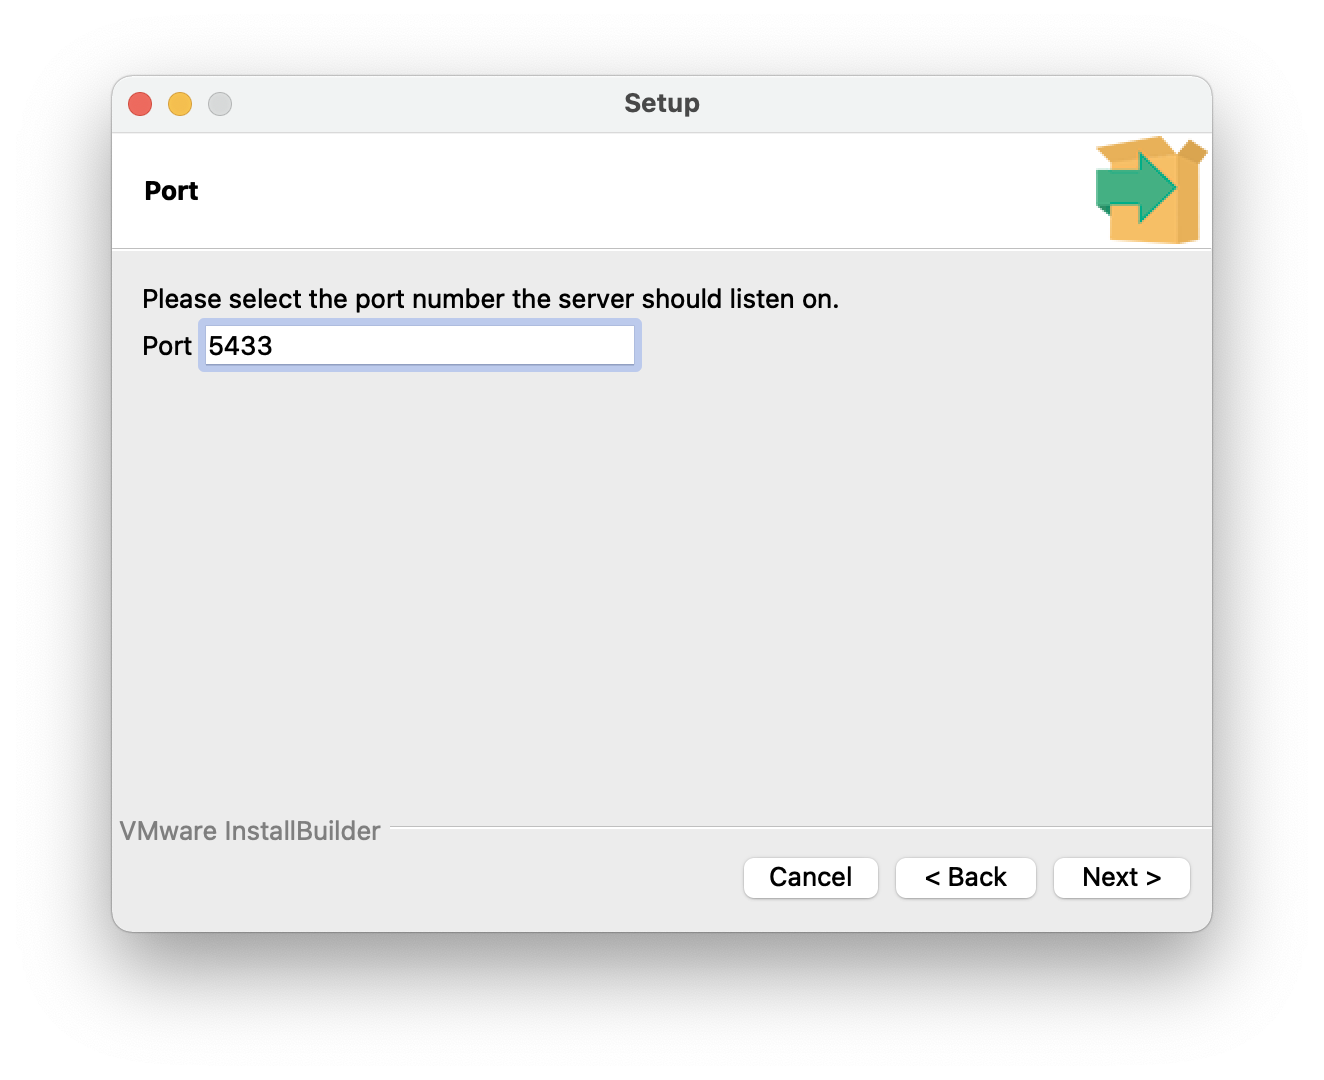 Setup
Port
Please select the port number the server should listen on.
Port 5433
VMware InstallBuilder
Cancel < Back Next >